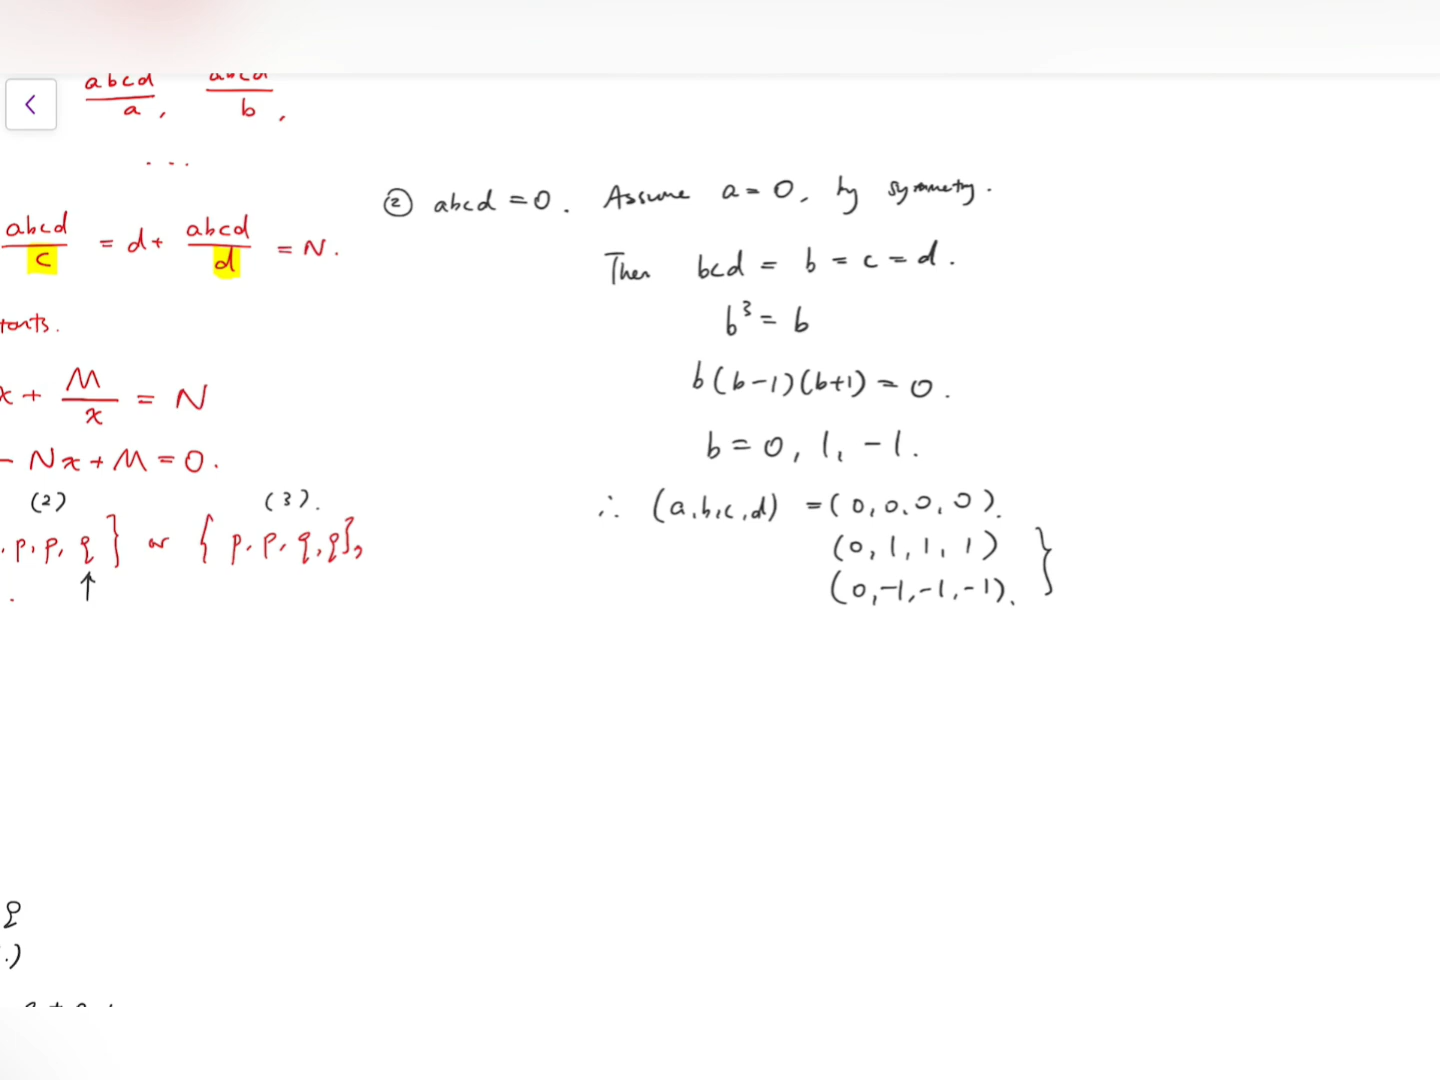 abcd/a , abcd/b ,
...
abcd/c = d + abcd/d = N.
x + M/x = N
- Nx + M = 0.
(2) (3).
. p, p, q } or { p, p, q, q },
↑
② abcd = 0. Assume a = 0, by symmetry.
Then bcd = b = c = d.
b³ = b
b(b-1)(b+1) = 0.
b = 0, 1, -1.
∴ (a,b,c,d) = (0,0,0,0).
(0,1,1,1)
(0,-1,-1,-1). }